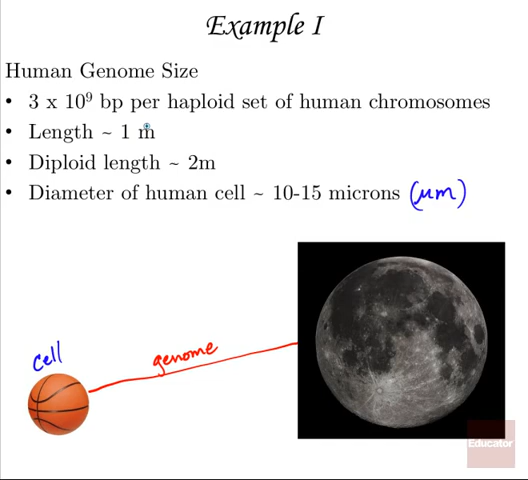 Example I
Human Genome Size
• 3 x 10⁹ bp per haploid set of human chromosomes
• Length ~ 1 m
• Diploid length ~ 2m
• Diameter of human cell ~ 10-15 microns (μm)
cell
genome
Educator